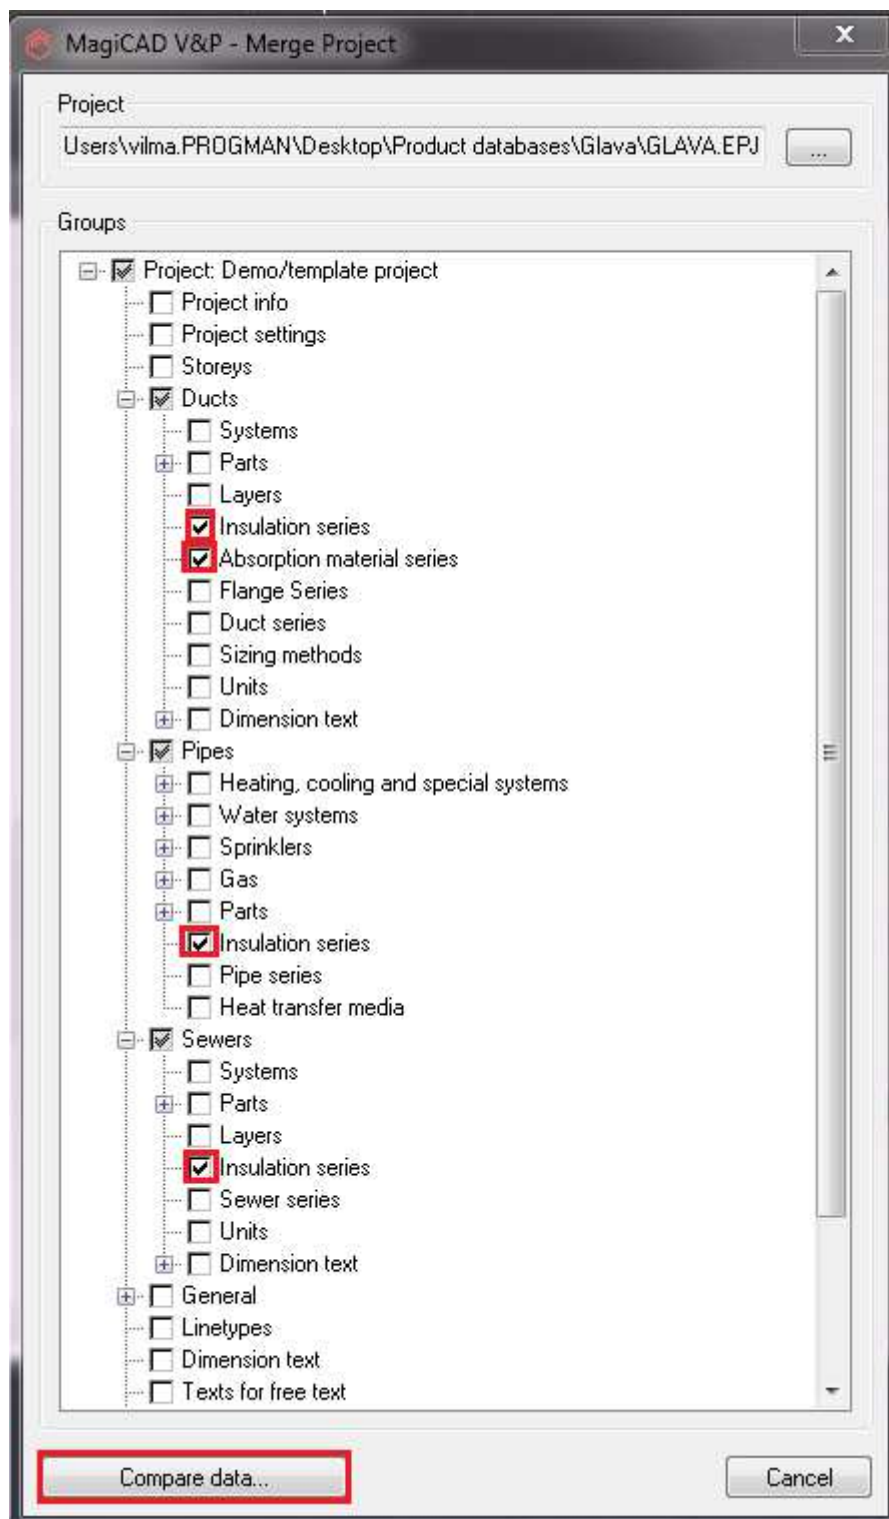 MagiCAD V&P - Merge Project
Project
Users\vilma.PROGMAN\Desktop\Product databases\Glava\GLAVA.EPJ ...
Groups
Project: Demo/template project
Project info
Project settings
Storeys
Ducts
Systems
Parts
Layers
Insulation series
Absorption material series
Flange Series
Duct series
Sizing methods
Units
Dimension text
Pipes
Heating, cooling and special systems
Water systems
Sprinklers
Gas
Parts
Insulation series
Pipe series
Heat transfer media
Sewers
Systems
Parts
Layers
Insulation series
Sewer series
Units
Dimension text
General
Linetypes
Dimension text
Texts for free text
Compare data... Cancel